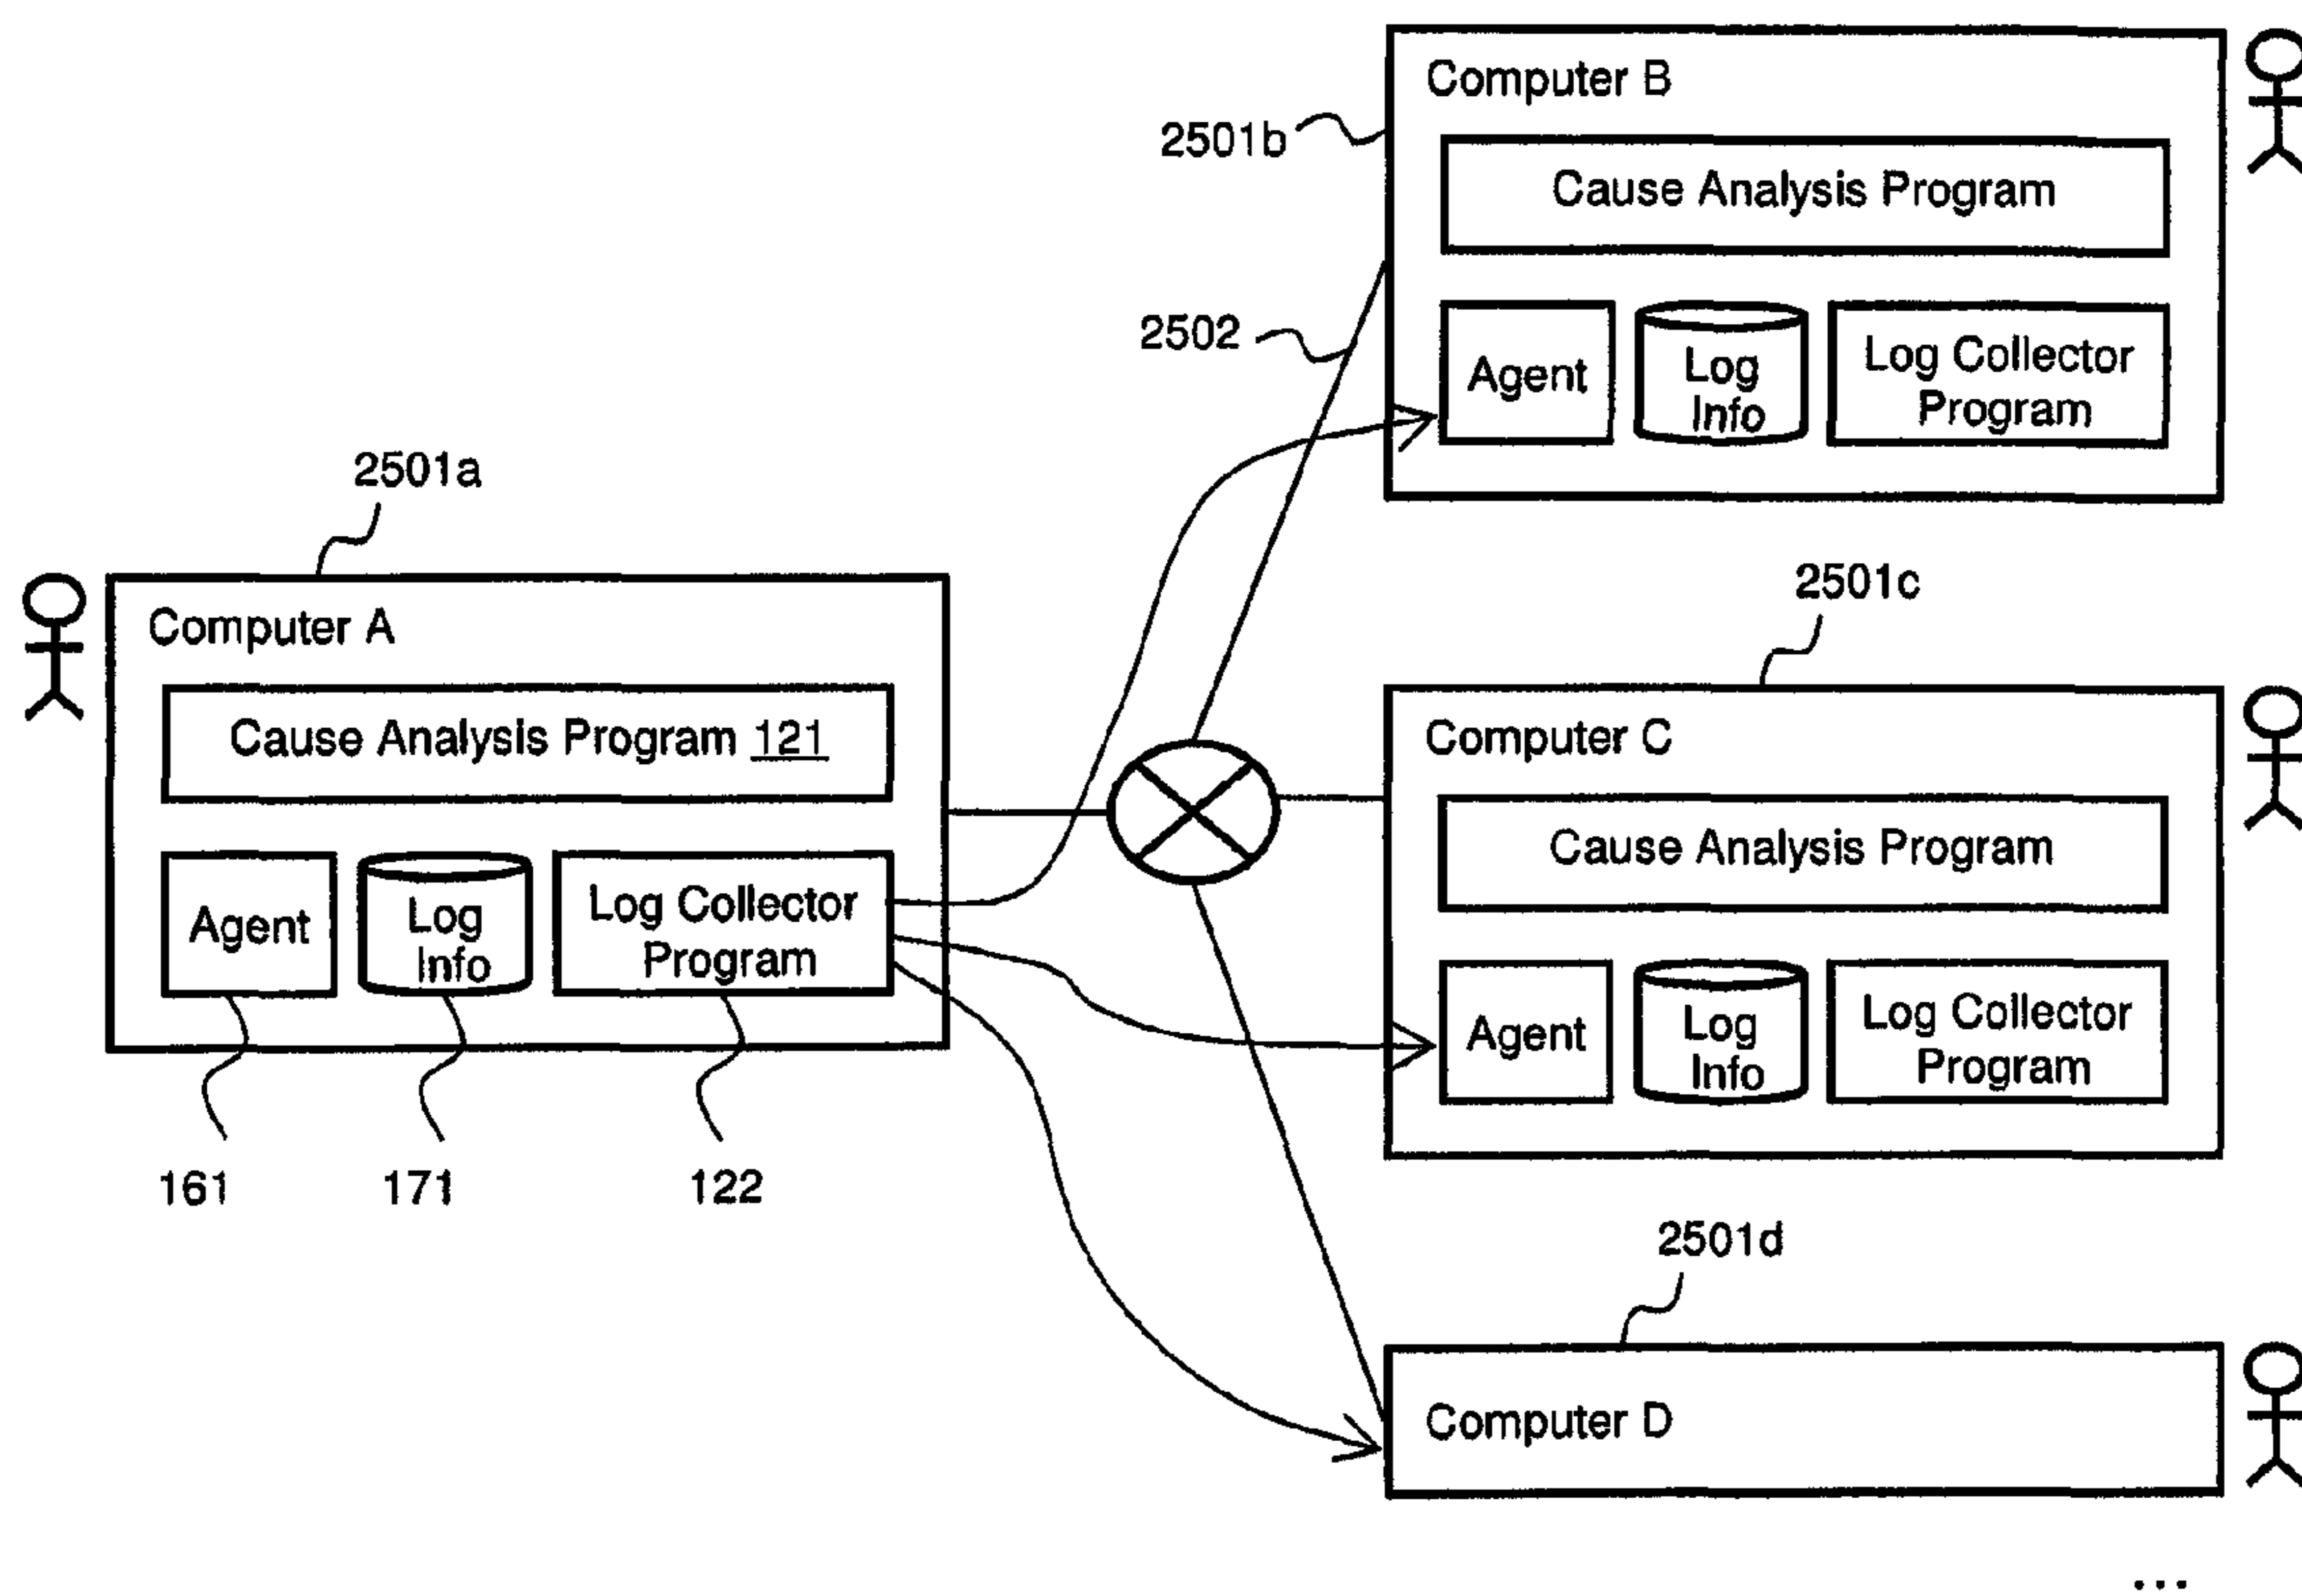 Computer B
2501b
Cause Analysis Program
2502
Agent
Log
Info
Log Collector
Program
2501a
Computer A
Cause Analysis Program 121
Agent
Log
Info
Log Collector
Program
161
171
122
2501c
Computer C
Cause Analysis Program
Agent
Log
Info
Log Collector
Program
2501d
Computer D
...